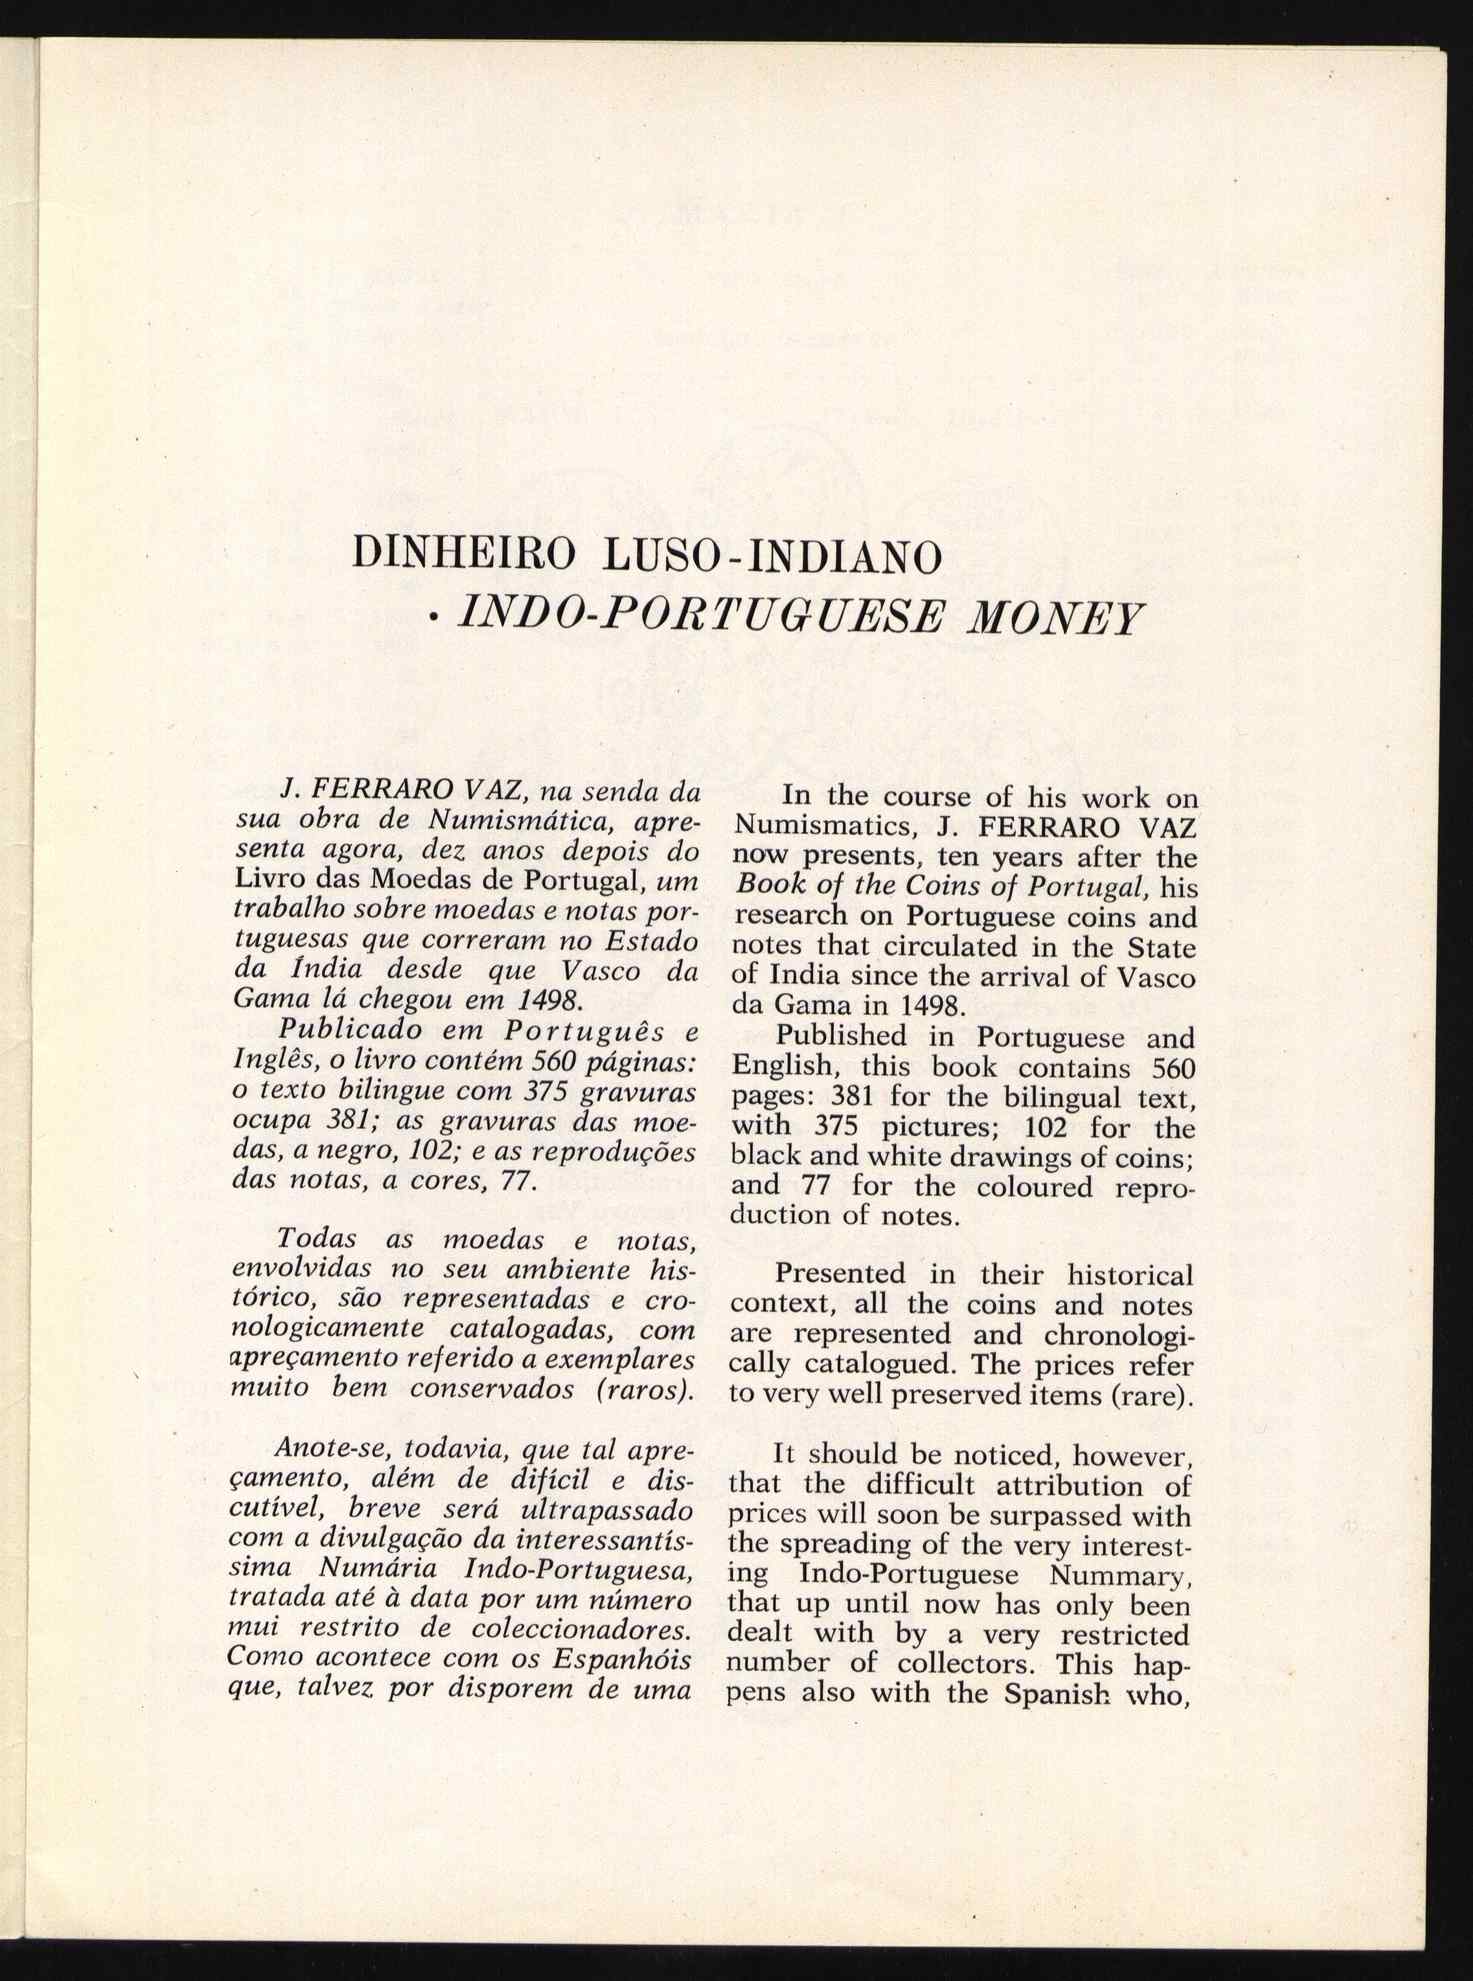 DINHEIRO LUSO-INDIANO
• INDO-PORTUGUESE MONEY
J. FERRARO VAZ, na senda da
sua obra de Numismática, apre-
senta agora, dez anos depois do
Livro das Moedas de Portugal, um
trabalho sobre moedas e notas por-
tuguesas que correram no Estado
da Índia desde que Vasco da
Gama lá chegou em 1498.
Publicado em Português e
Inglês, o livro contém 560 páginas:
o texto bilingue com 375 gravuras
ocupa 381; as gravuras das moe-
das, a negro, 102; e as reproduções
das notas, a cores, 77.
Todas as moedas e notas,
envolvidas no seu ambiente his-
tórico, são representadas e cro-
nologicamente catalogadas, com
apreçamento referido a exemplares
muito bem conservados (raros).
Anote-se, todavia, que tal apre-
çamento, além de difícil e dis-
cutível, breve será ultrapassado
com a divulgação da interessantís-
sima Numária Indo-Portuguesa,
tratada até à data por um número
mui restrito de coleccionadores.
Como acontece com os Espanhóis
que, talvez por disporem de uma
In the course of his work on
Numismatics, J. FERRARO VAZ
now presents, ten years after the
Book of the Coins of Portugal, his
research on Portuguese coins and
notes that circulated in the State
of India since the arrival of Vasco
da Gama in 1498.
Published in Portuguese and
English, this book contains 560
pages: 381 for the bilingual text,
with 375 pictures; 102 for the
black and white drawings of coins;
and 77 for the coloured repro-
duction of notes.
Presented in their historical
context, all the coins and notes
are represented and chronologi-
cally catalogued. The prices refer
to very well preserved items (rare).
It should be noticed, however,
that the difficult attribution of
prices will soon be surpassed with
the spreading of the very interest-
ing Indo-Portuguese Nummary,
that up until now has only been
dealt with by a very restricted
number of collectors. This hap-
pens also with the Spanish who,